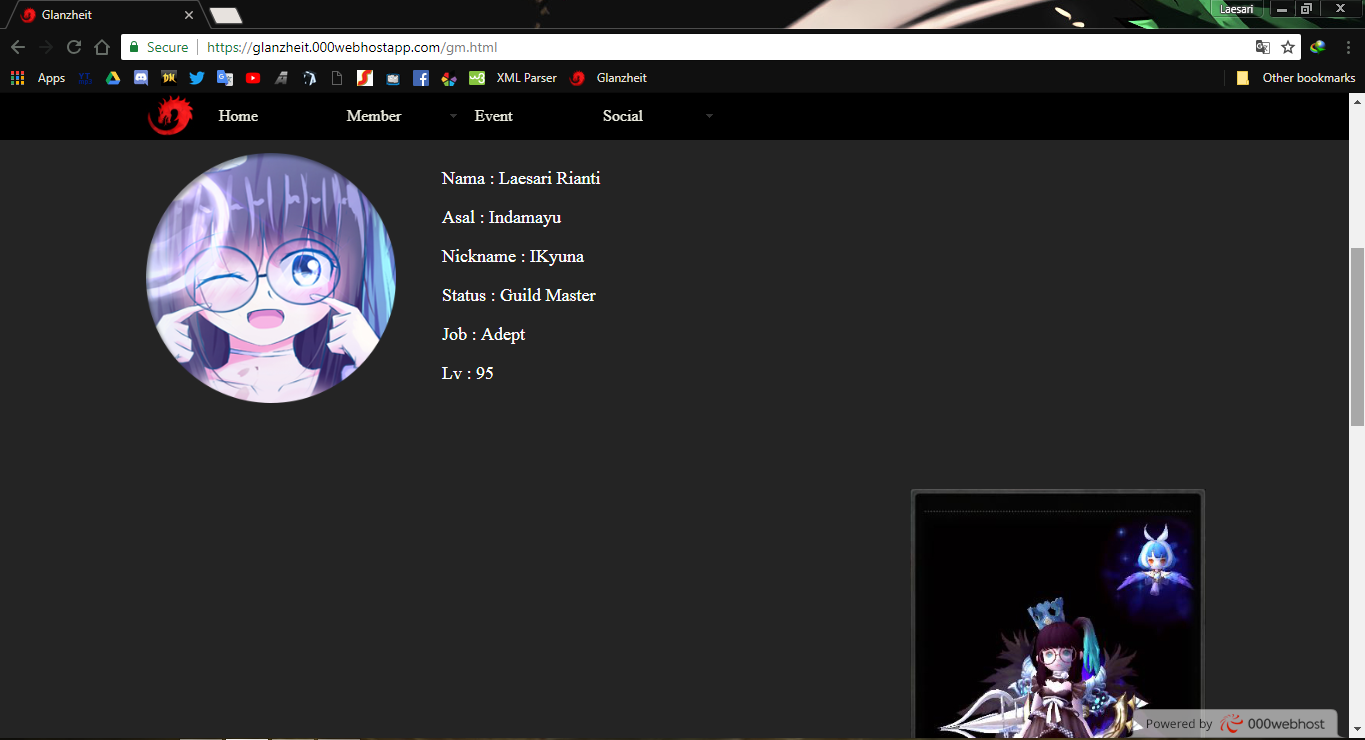 Glanzheit
Laesari
Secure https://glanzheit.000webhostapp.com/gm.html
Apps
XML Parser
Glanzheit
Other bookmarks
Home
Member
Event
Social
Nama : Laesari Rianti
Asal : Indamayu
Nickname : IKyuna
Status : Guild Master
Job : Adept
Lv : 95
Powered by 000webhost